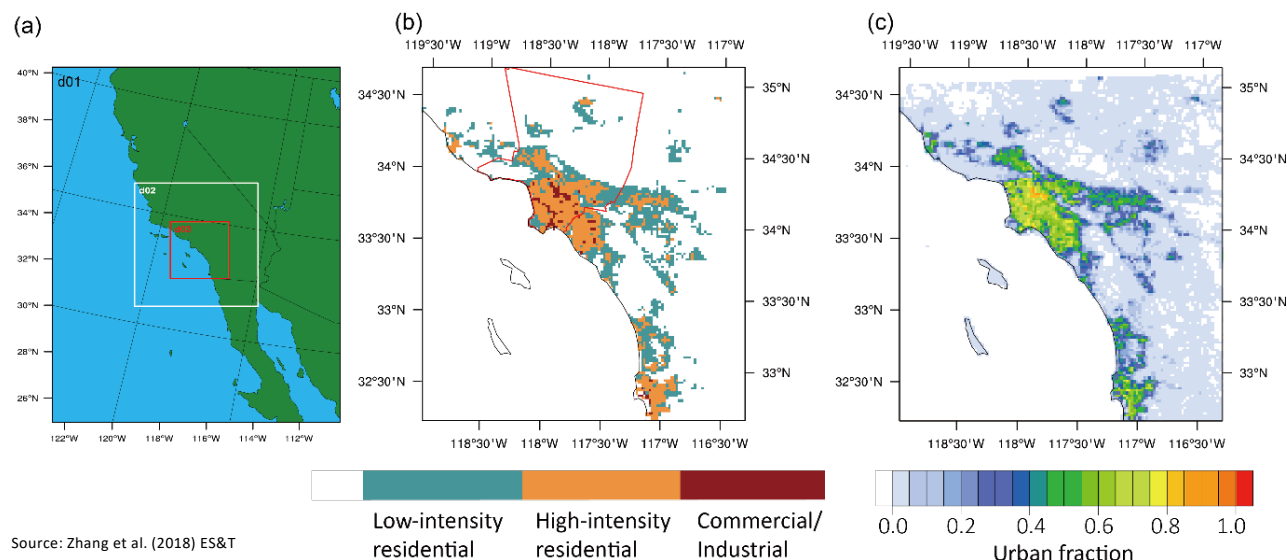 (a)
(b)
(c)
119°30'W 119°W 118°30'W 118°W 117°30'W 117°W
119°30'W 119°W 118°30'W 118°W 117°30'W 117°W
40°N
38°N
36°N
34°N
32°N
30°N
28°N
26°N
d01
d02
122°W 120°W 118°W 116°W 114°W 112°W
34°30'N
34°N
33°30'N
33°N
32°30'N
35°N
34°30'N
34°N
33°30'N
33°N
118°30'W 118°W 117°30'W 117°W 116°30'W
34°30'N
34°N
33°30'N
33°N
32°30'N
35°N
34°30'N
34°N
33°30'N
33°N
118°30'W 118°W 117°30'W 117°W 116°30'W
Low-intensity
residential
High-intensity
residential
Commercial/
Industrial
0.0 0.2 0.4 0.6 0.8 1.0
Urban fraction
Source: Zhang et al. (2018) ES&T